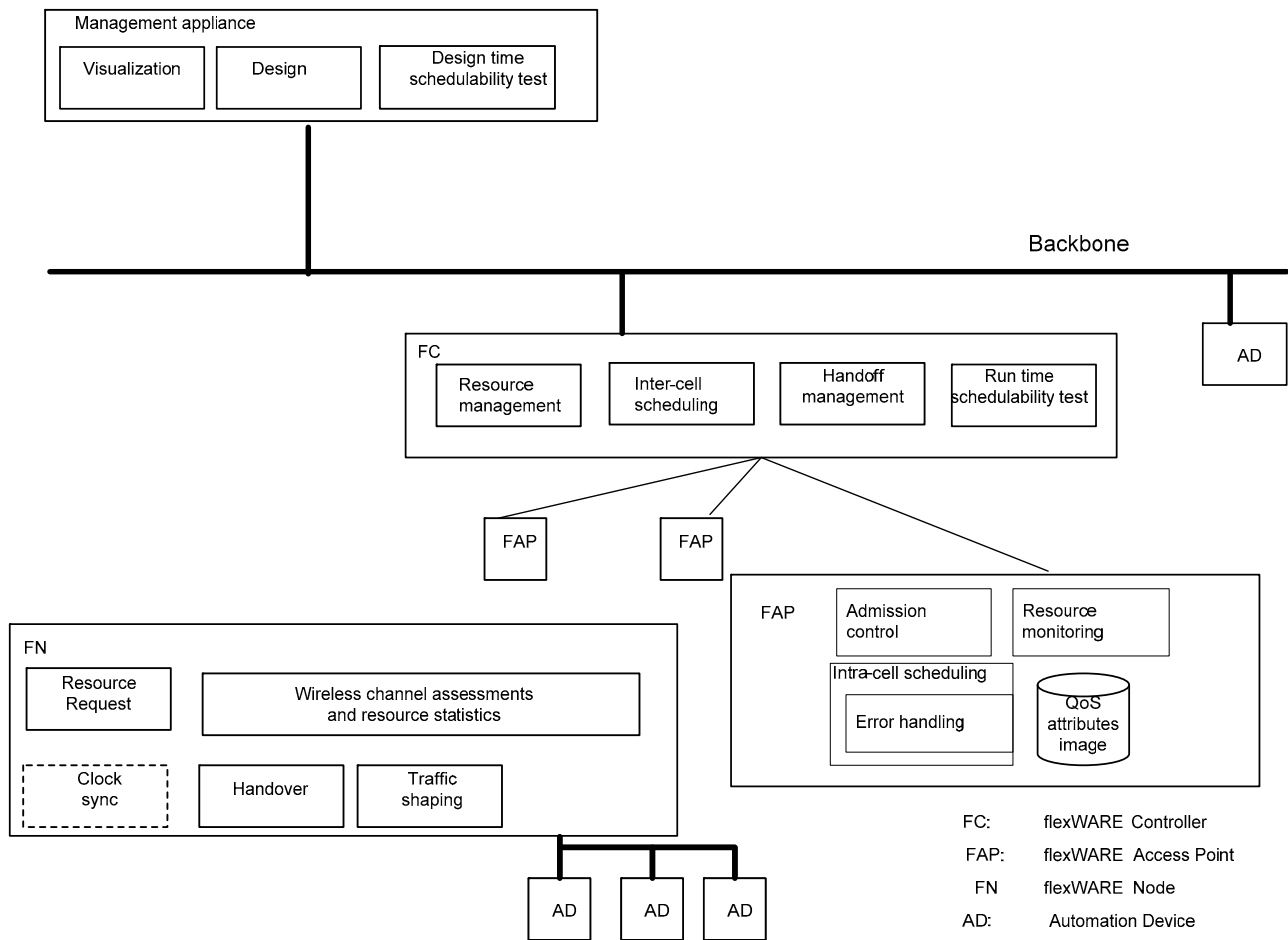 Management appliance
Visualization
Design
Design time
schedulability test
Backbone
FC
Resource
management
Inter-cell
scheduling
Handoff
management
Run time
schedulability test
AD
FAP
FAP
FAP
Admission
control
Resource
monitoring
Intra-cell scheduling
Error handling
QoS
attributes
image
FN
Resource
Request
Wireless channel assessments
and resource statistics
Clock
sync
Handover
Traffic
shaping
AD
AD
AD
FC: flexWARE Controller
FAP: flexWARE Access Point
FN flexWARE Node
AD: Automation Device